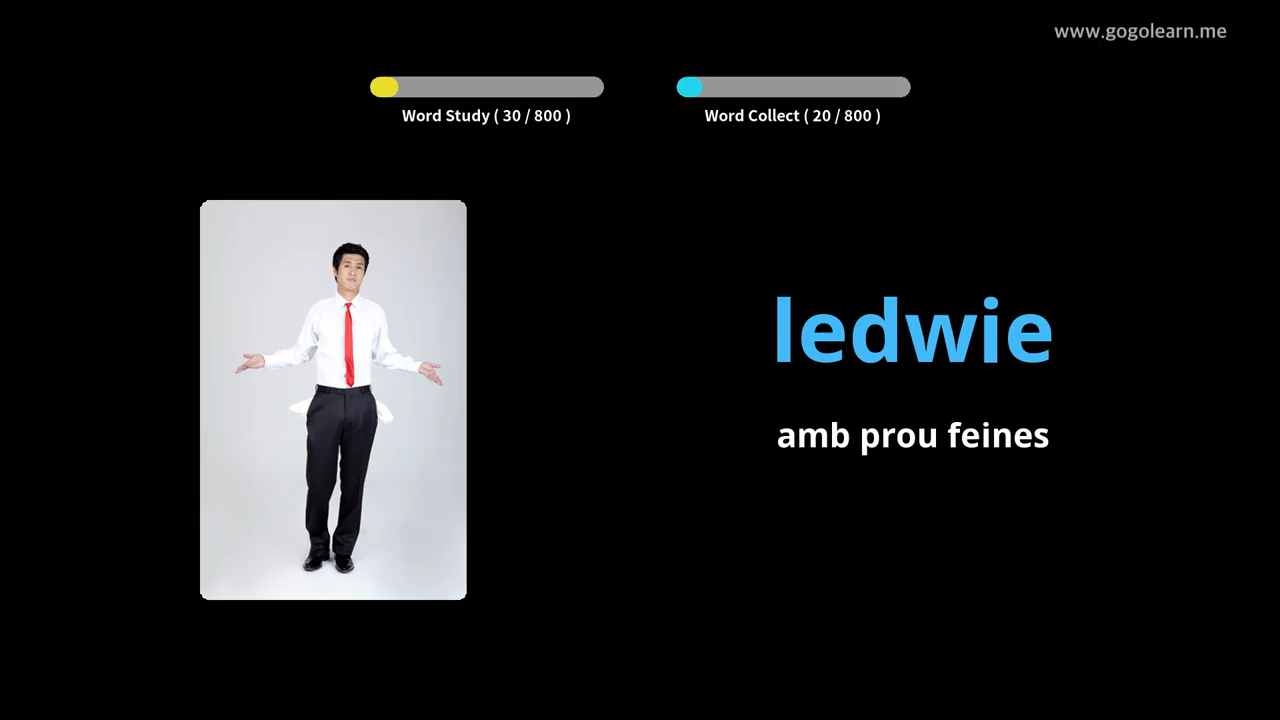 www.gogolearn.me
Word Study ( 30 / 800 )
Word Collect ( 20 / 800 )
ledwie
amb prou feines